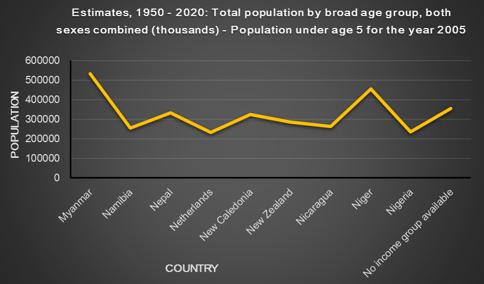 Estimates, 1950 - 2020: Total population by broad age group, both
sexes combined (thousands) - Population under age 5 for the year 2005
POPULATION
600000
500000
400000
300000
200000
100000
0
Myanmar
Namibia
Nepal
Netherlands
New Caledonia
New Zealand
Nicaragua
Niger
Nigeria
No income group available
COUNTRY